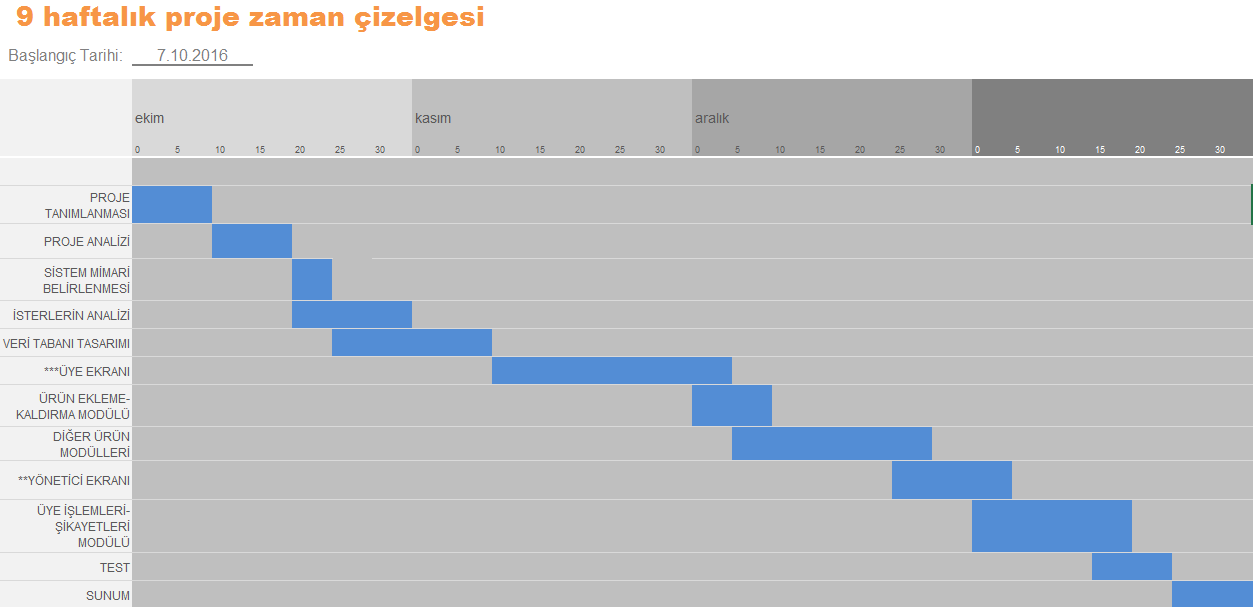 9 haftalık proje zaman çizelgesi
Başlangıç Tarihi: 7.10.2016
ekim kasım aralık
0 5 10 15 20 25 30 0 5 10 15 20 25 30 0 5 10 15 20 25 30 0 5 10 15 20 25 30
PROJE
TANIMLANMASI
PROJE ANALİZİ
SİSTEM MİMARİ
BELİRLENMESİ
İSTERLERİN ANALİZİ
VERİ TABANI TASARIMI
***ÜYE EKRANI
ÜRÜN EKLEME-
KALDIRMA MODÜLÜ
DİĞER ÜRÜN
MODÜLLERİ
**YÖNETİCİ EKRANI
ÜYE İŞLEMLERİ-
ŞİKAYETLERİ
MODÜLÜ
TEST
SUNUM